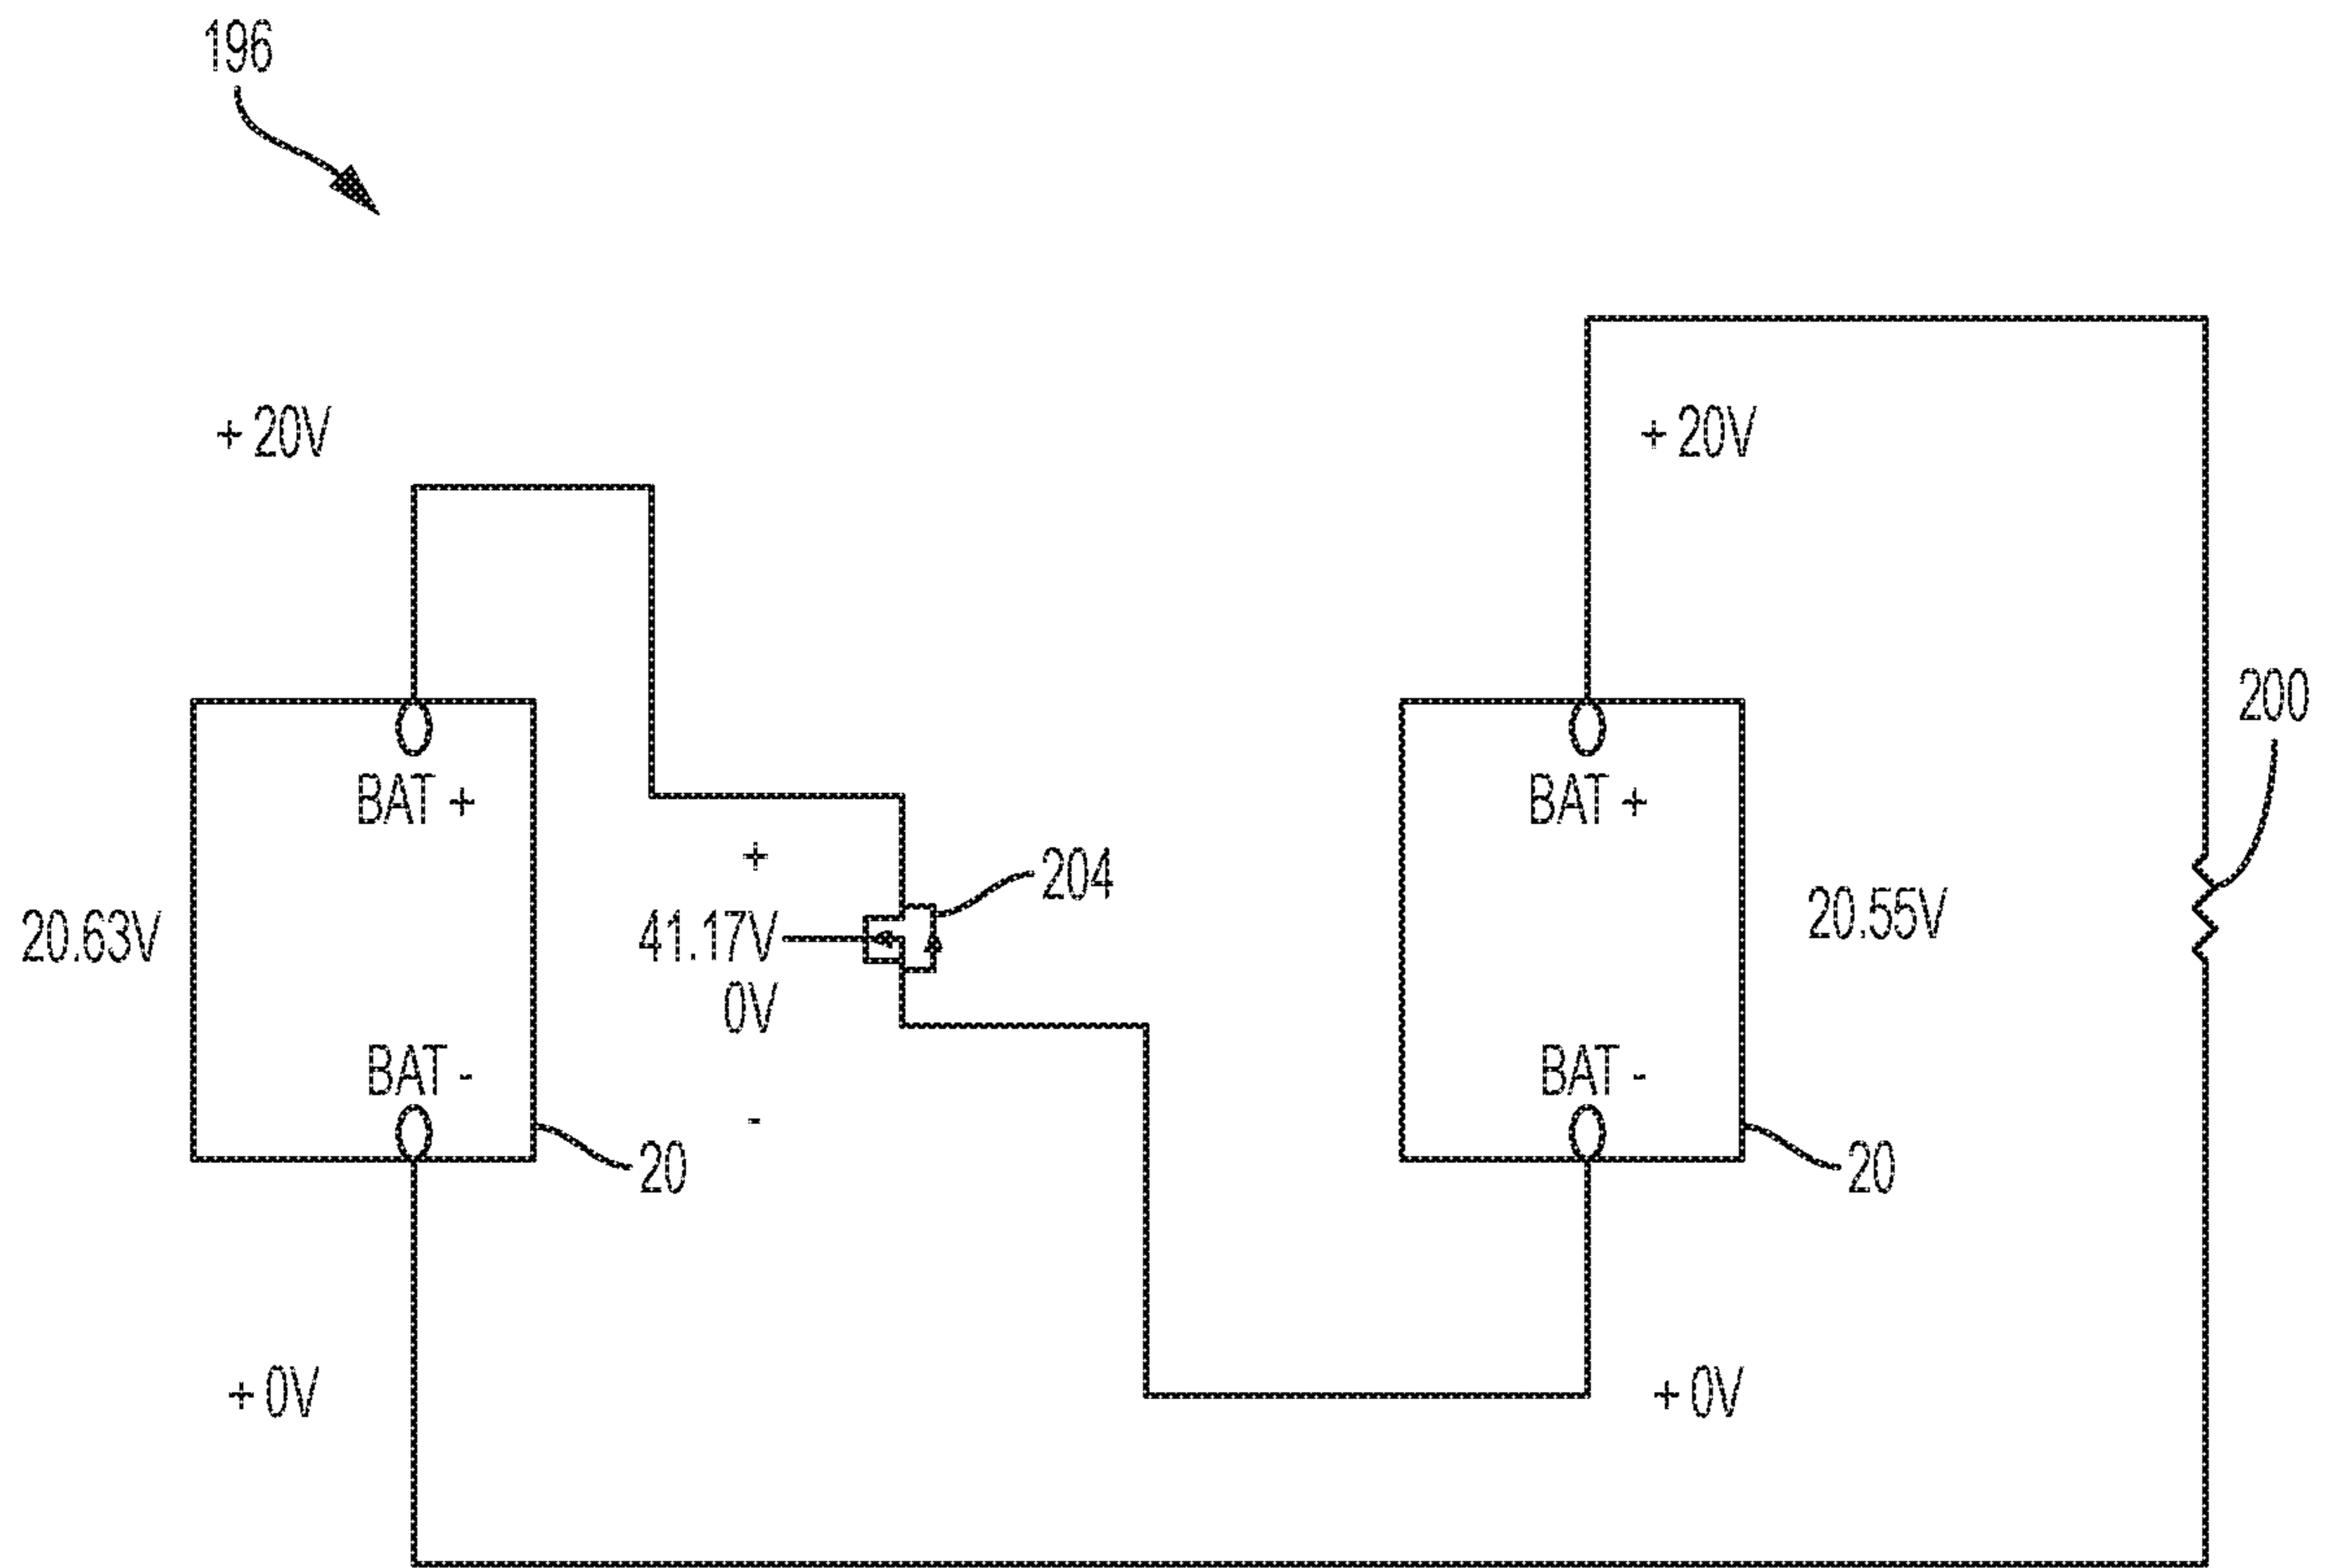 196
+ 20V
+ 20V
200
BAT +
BAT +
+
204
20.63V
41.17V
20.55V
0V
BAT -
BAT -
-
20
20
+ 0V
+ 0V